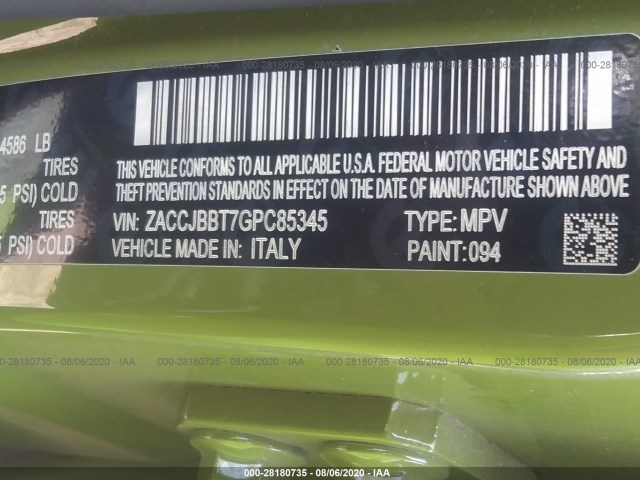 000-28180735 - 08/06/2020 - IAA
4586 LB
TIRES
5 PSI) COLD
TIRES
5 PSI) COLD
THIS VEHICLE CONFORMS TO ALL APPLICABLE U.S.A. FEDERAL MOTOR VEHICLE SAFETY AND
THEFT PREVENTION STANDARDS IN EFFECT ON THE DATE OF MANUFACTURE SHOWN ABOVE
VIN: ZACCJBBT7GPC85345 TYPE: MPV
VEHICLE MADE IN: ITALY PAINT: 094
000-28180735 - 08/06/2020 - IAA
000-28180735 - 08/06/2020 - IAA